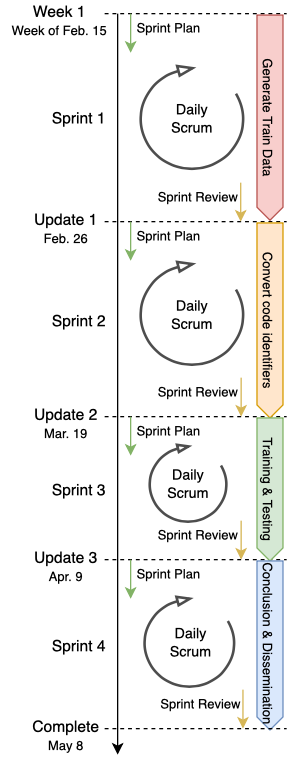 Week 1
Week of Feb. 15
Sprint Plan
Sprint 1
Daily
Scrum
Generate Train Data
Sprint Review
Update 1
Feb. 26
Sprint Plan
Sprint 2
Daily
Scrum
Convert code identifiers
Sprint Review
Update 2
Mar. 19
Sprint Plan
Sprint 3
Daily
Scrum
Training & Testing
Sprint Review
Update 3
Apr. 9
Sprint Plan
Sprint 4
Daily
Scrum
Conclusion & Dissemination
Sprint Review
Complete
May 8